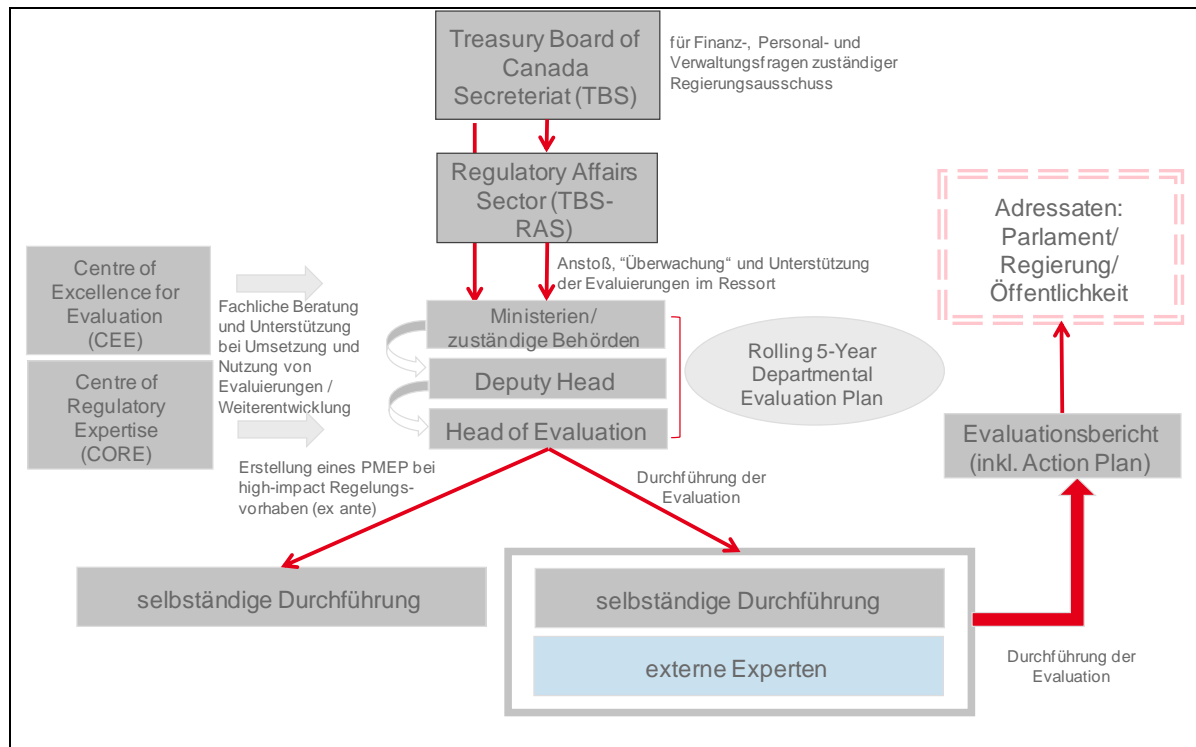 Treasury Board of
Canada
Secreteriat (TBS)
für Finanz-, Personal- und
Verwaltungsfragen zuständiger
Regierungsausschuss
Regulatory Affairs
Sector (TBS-
RAS)
Adressaten:
Parlament/
Regierung/
Öffentlichkeit
Anstoß, "Überwachung“ und Unterstützung
der Evaluierungen im Ressort
Centre of
Excellence for
Evaluation
(CEE)
Centre of
Regulatory
Expertise
(CORE)
Fachliche Beratung
und Unterstützung
bei Umsetzung und
Nutzung von
Evaluierungen /
Weiterentwicklung
Ministerien/
zuständige Behörden
Deputy Head
Head of Evaluation
Rolling 5-Year
Departmental
Evaluation Plan
Evaluationsbericht
(inkl. Action Plan)
Erstellung eines PMEP bei
high-impact Regelungs-
vorhaben (ex ante)
Durchführung der
Evaluation
selbständige Durchführung
selbständige Durchführung
externe Experten
Durchführung der
Evaluation